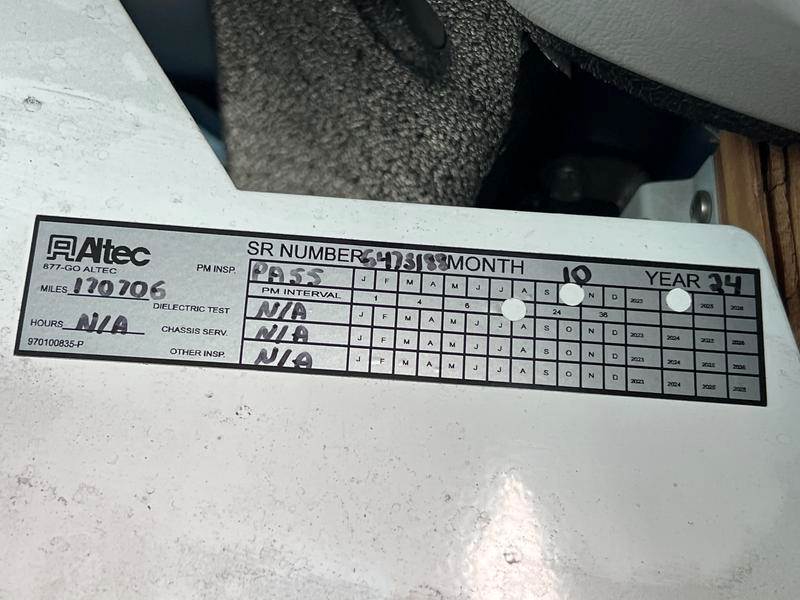 Altec
877-GO ALTEC
SR NUMBER 6473188 MONTH 10 YEAR 24
PM INSP. PASS J F M A M J J A S N D 2023 2025 2026
MILES 170706
PM INTERVAL 1 4 6 24 36
DIELECTRIC TEST N/A J F M A M J J A S O N D 2023 2024 2025 2026
HOURS N/A
CHASSIS SERV. N/A J F M A M J J A S O N D 2023 2024 2025 2026
970100835-P
OTHER INSP. N/A J F M A M J J A S O N D 2023 2024 2025 2026